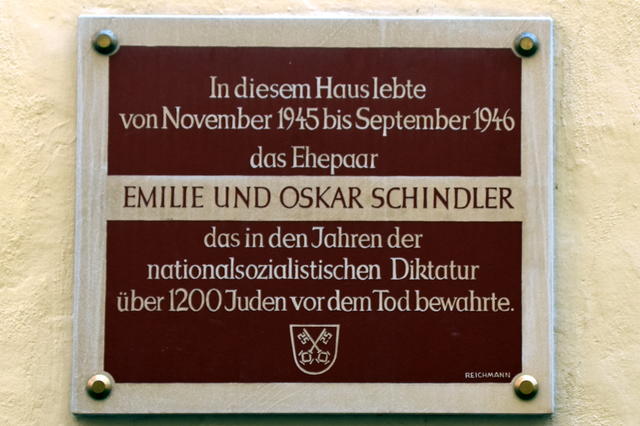 In diesem Haus lebte
von November 1945 bis September 1946
das Ehepaar
EMILIE UND OSKAR SCHINDLER
das in den Jahren der
nationalsozialistischen Diktatur
über 1200 Juden vor dem Tod bewahrte.
REICHMANN